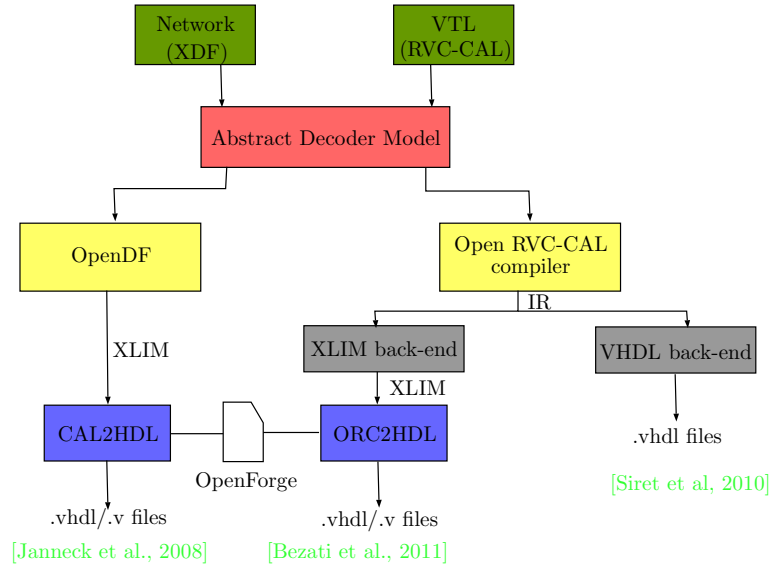 Network
(XDF)
VTL
(RVC-CAL)
Abstract Decoder Model
OpenDF
Open RVC-CAL
compiler
IR
XLIM
XLIM back-end
VHDL back-end
XLIM
CAL2HDL
OpenForge
ORC2HDL
.vhdl files
[Siret et al, 2010]
.vhdl/.v files
.vhdl/.v files
[Janneck et al., 2008]
[Bezati et al., 2011]